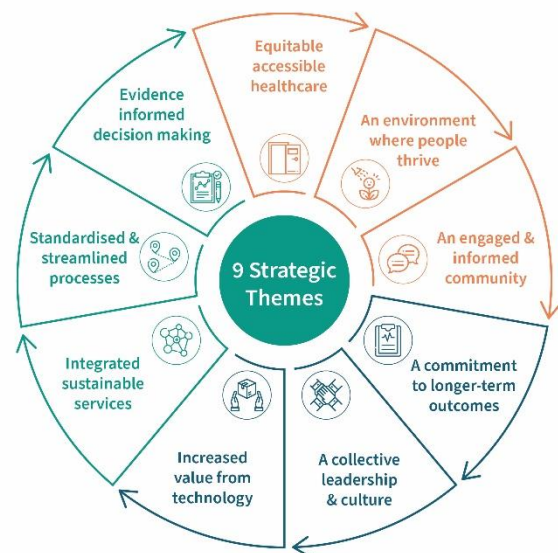 Equitable
accessible
healthcare
An environment
where people
thrive
An engaged &
informed
community
A commitment
to longer-term
outcomes
A collective
leadership
& culture
Increased
value from
technology
Integrated
sustainable
services
Standardised &
streamlined
processes
Evidence
informed
decision making
9 Strategic
Themes